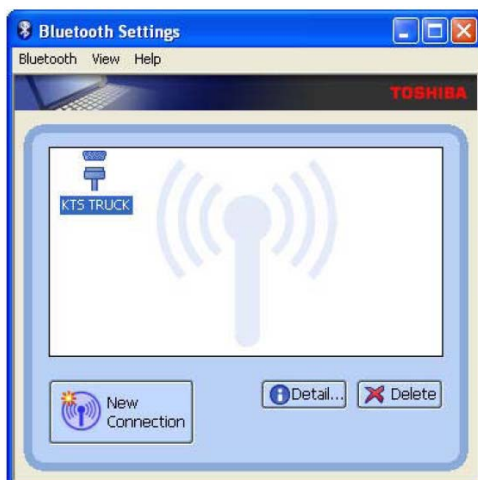 Bluetooth Settings
Bluetooth View Help
TOSHIBA
KTS TRUCK
New
Connection
Detail...
Delete